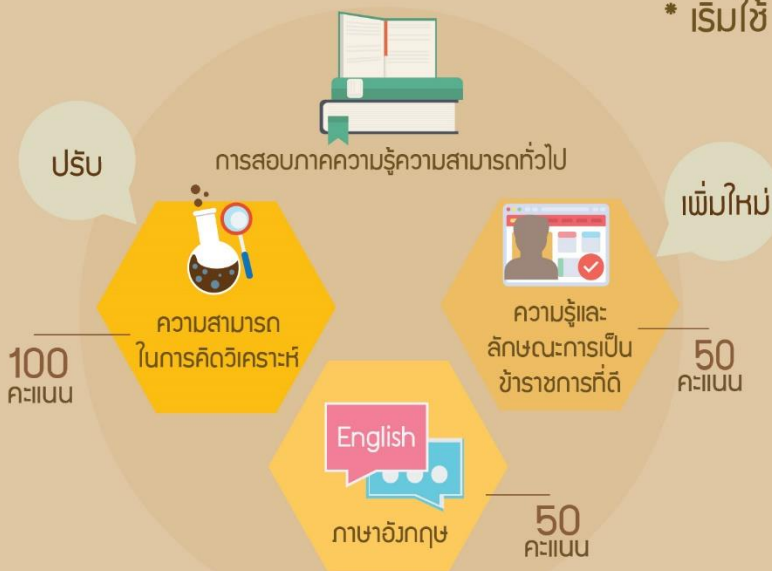 * เริ่มใช้
การสอบภาคความรู้ความสามารถทั่วไป
ปรับ
ความสามารถ
ในการคิดวิเคราะห์
100
คะแนน
เพิ่มใหม่
ความรู้และ
ลักษณะการเป็น
ข้าราชการที่ดี
50
คะแนน
English
ภาษาอังกฤษ
50
คะแนน